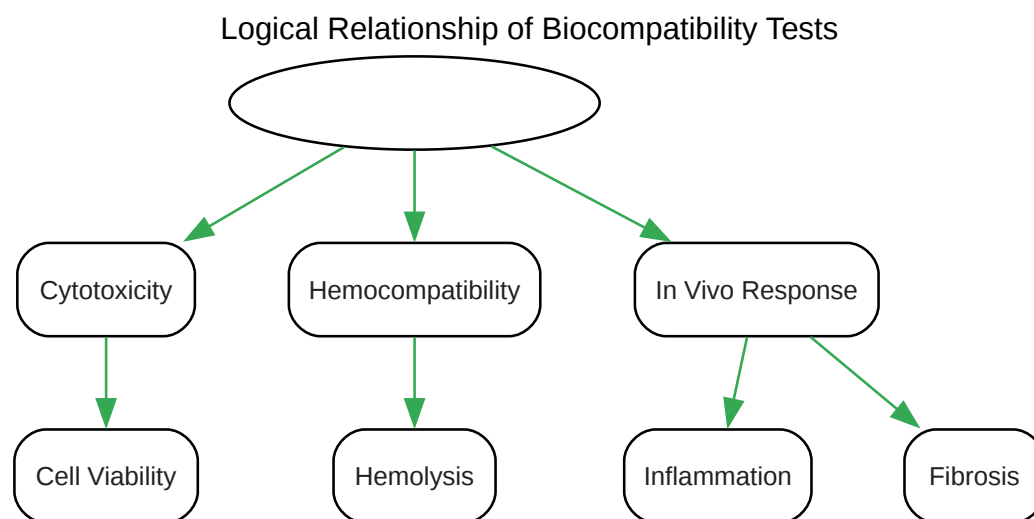 Logical Relationship of Biocompatibility Tests
Cytotoxicity
Hemocompatibility
In Vivo Response
Cell Viability
Hemolysis
Inflammation
Fibrosis